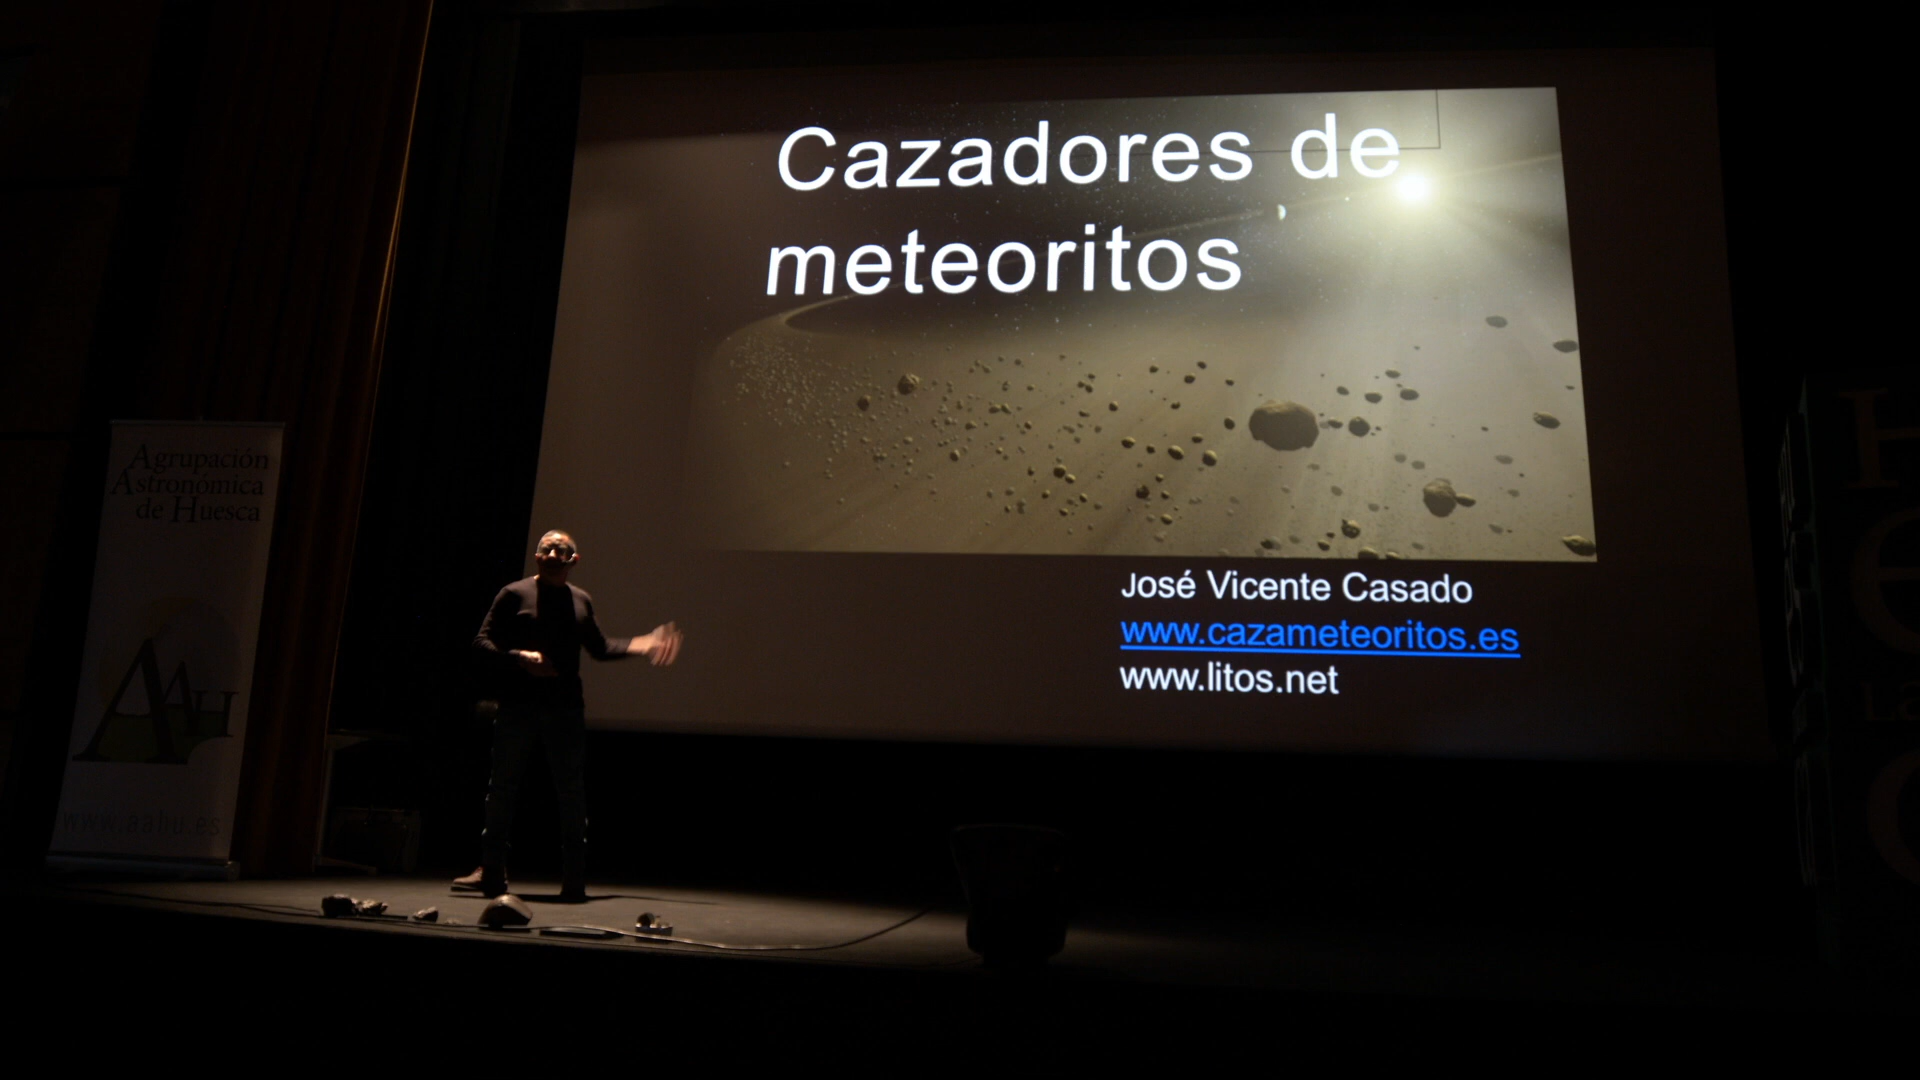 Cazadores de
meteoritos
José Vicente Casado
www.cazameteoritos.es
www.litos.net
Agrupación
Astronómica
de Huesca
AAH
www.aahu.es